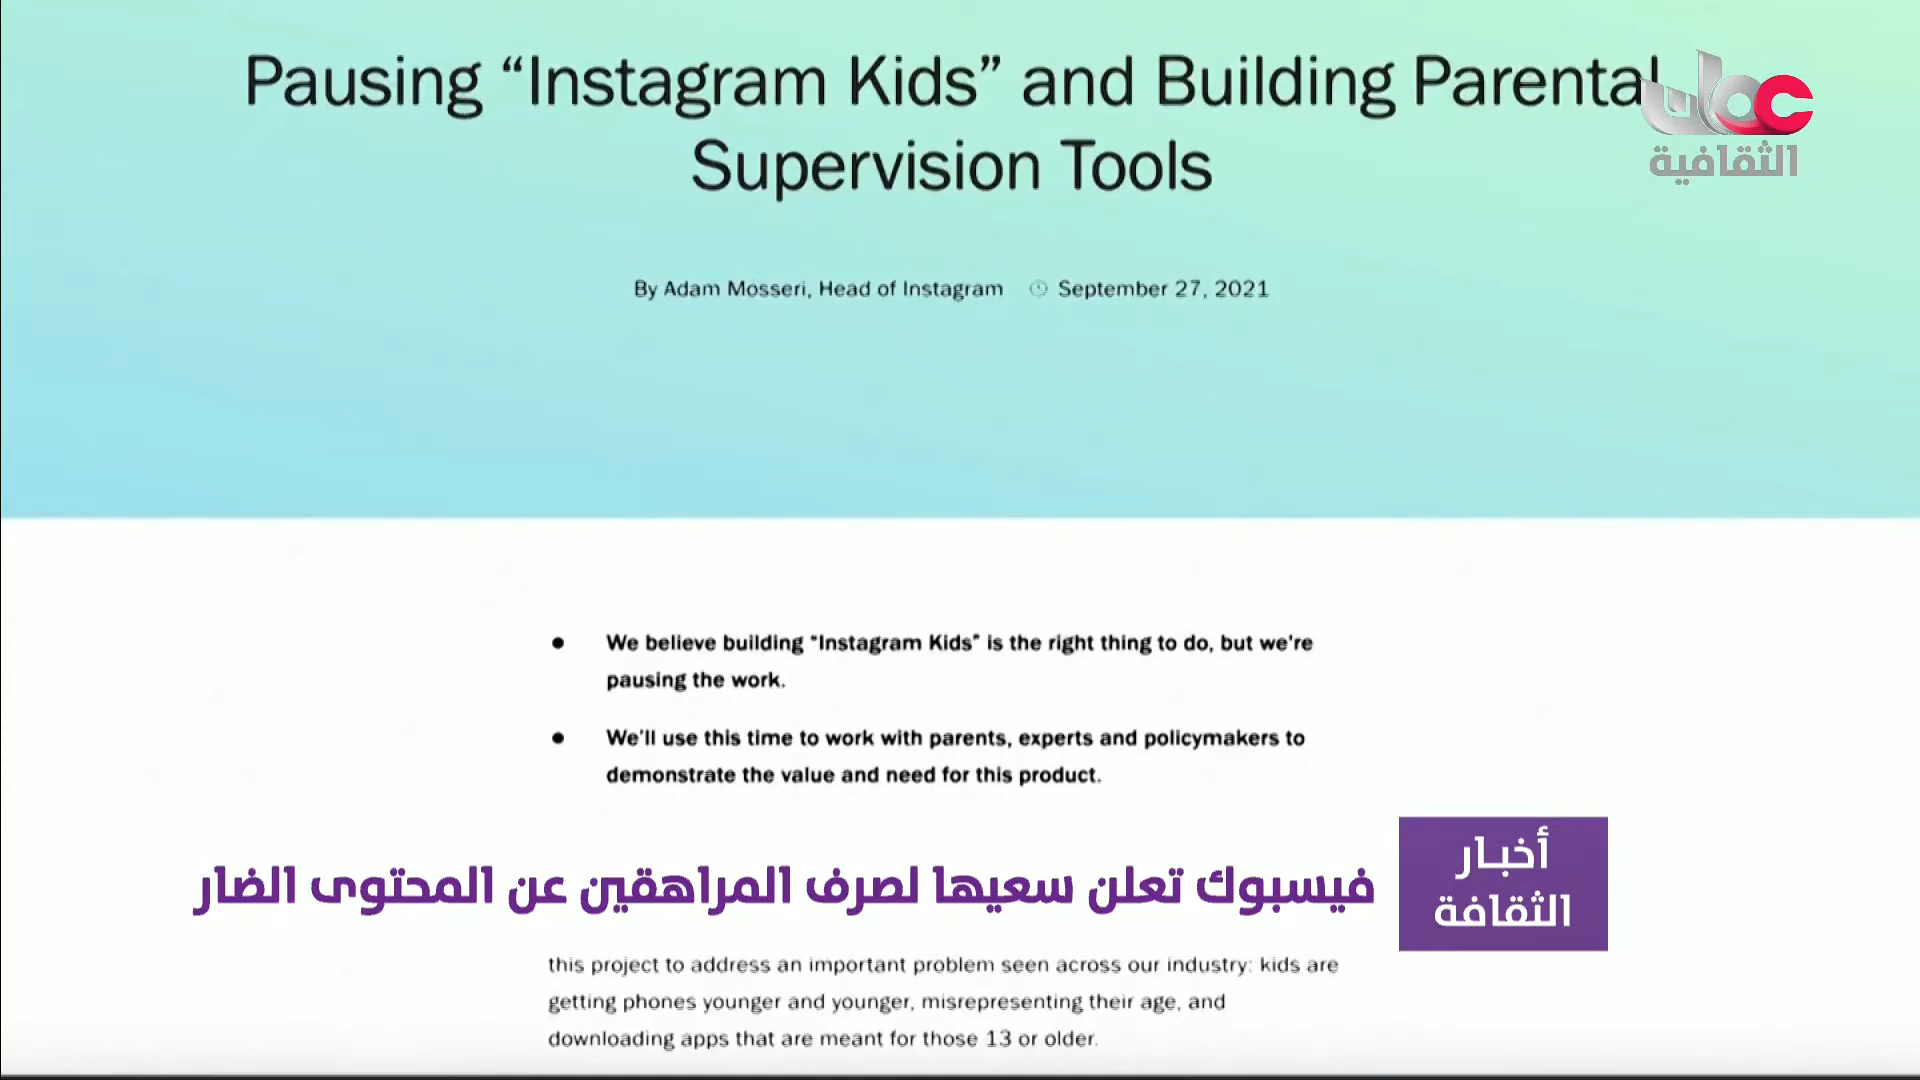 Pausing “Instagram Kids” and Building Parental
Supervision Tools
عمان
الثقافية
By Adam Mosseri, Head of Instagram September 27, 2021
We believe building "Instagram Kids" is the right thing to do, but we're
pausing the work.
We'll use this time to work with parents, experts and policymakers to
demonstrate the value and need for this product.
أخبار
الثقافة
فيسبوك تعلن سعيها لصرف المراهقين عن المحتوى الضار
this project to address an important problem seen across our industry: kids are
getting phones younger and younger, misrepresenting their age, and
downloading apps that are meant for those 13 or older.